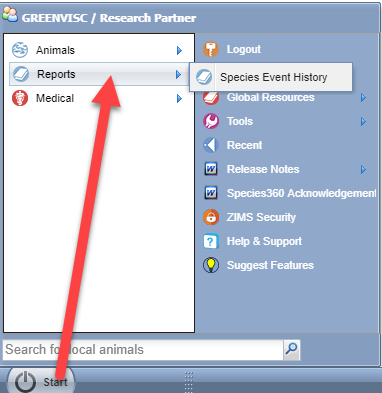 GREENVISC / Research Partner
Animals
Reports
Medical
Logout
Species Event History
Global Resources
Tools
Recent
Release Notes
Species360 Acknowledgement
ZIMS Security
Help & Support
Suggest Features
Search fo local animals
Start